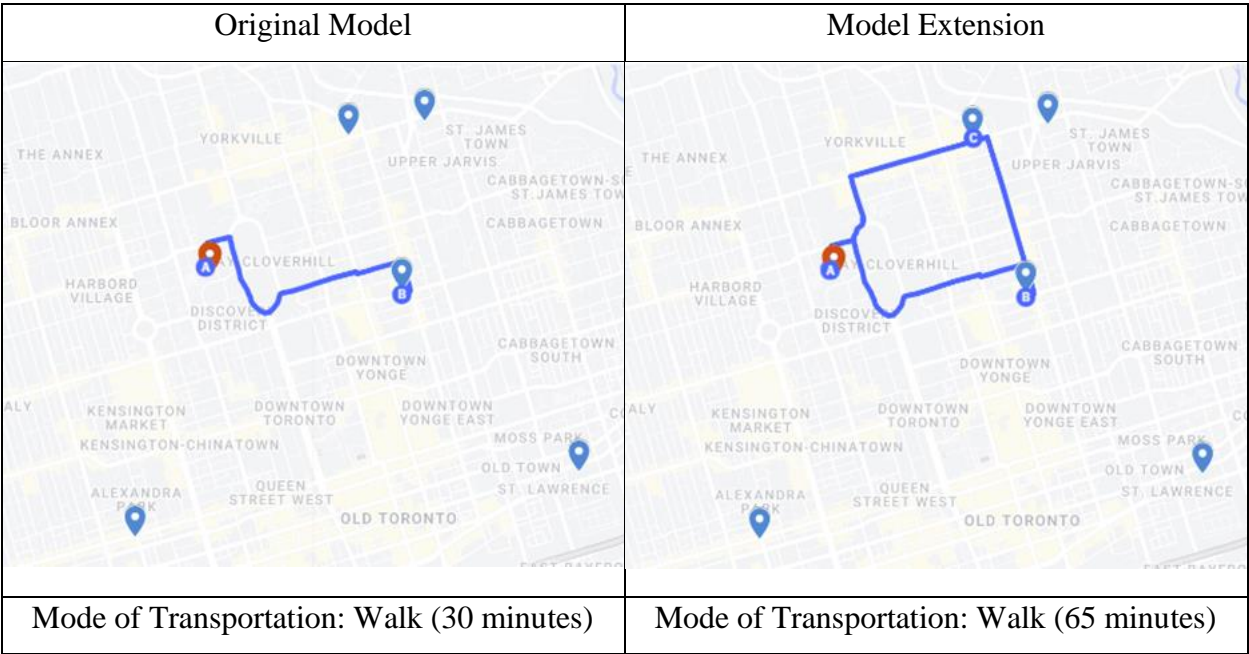 Original Model
Model Extension
YORKVILLE
ST. JAMES
TOWN
THE ANNEX
UPPER JARVIS
CABBAGETOWN-S
ST.JAMES TOW
BLOOR ANNEX
CABBAGETOWN
A
Y CLOVERHILL
B
HARBORD
VILLAGE
DISCOVE
DISTRICT
CABBAGETOWN
SOUTH
DOWNTOWN
YONGE
ALY
KENSINGTON
MARKET
DOWNTOWN
TORONTO
DOWNTOWN
YONGE EAST
KENSINGTON-CHINATOWN
MOSS PARK
OLD TOWN
ALEXANDRA
PARK
QUEEN
STREET WEST
ST. LAWRENCE
OLD TORONTO
C
YORKVILLE
ST. JAMES
TOWN
THE ANNEX
UPPER JARVIS
CABBAGETOWN-S
ST.JAMES TOW
BLOOR ANNEX
CABBAGETOWN
A
AY CLOVERHILL
B
HARBORD
VILLAGE
DISCOVE
DISTRICT
CABBAGETOWN
SOUTH
DOWNTOWN
YONGE
ALY
KENSINGTON
MARKET
DOWNTOWN
TORONTO
DOWNTOWN
YONGE EAST
KENSINGTON-CHINATOWN
MOSS PARK
OLD TOWN
ALEXANDRA
PARK
QUEEN
STREET WEST
ST. LAWRENCE
OLD TORONTO
Mode of Transportation: Walk (30 minutes)
Mode of Transportation: Walk (65 minutes)